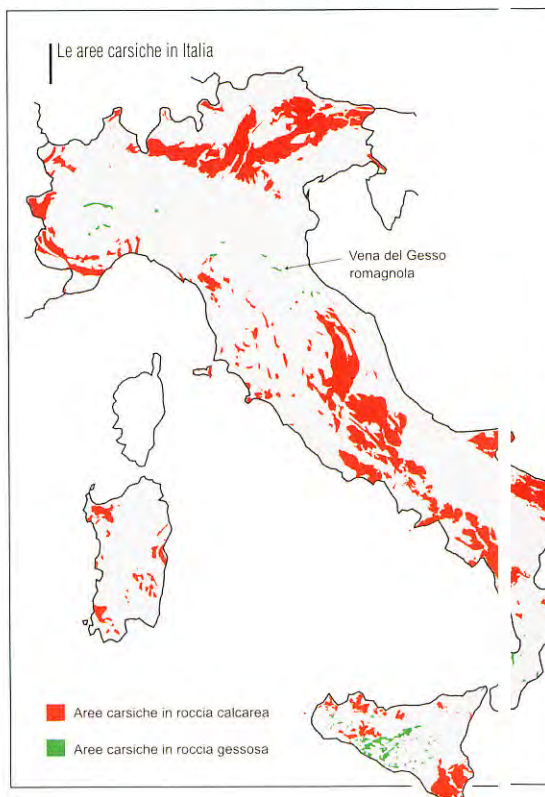 Le aree carsiche in Italia
Vena del Gesso
romagnola
Aree carsiche in roccia calcarea
Aree carsiche in roccia gessosa